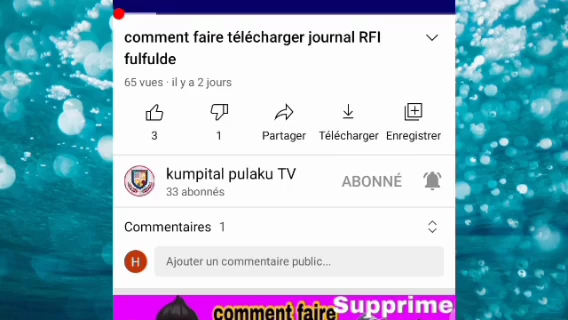 comment faire télécharger journal RFI
fulfulde
65 vues · il y a 2 jours
3 1 Partager Télécharger Enregistrer
kumpital pulaku TV
33 abonnés
ABONNÉ
Commentaires 1
H Ajouter un commentaire public...
comment faire Supprime